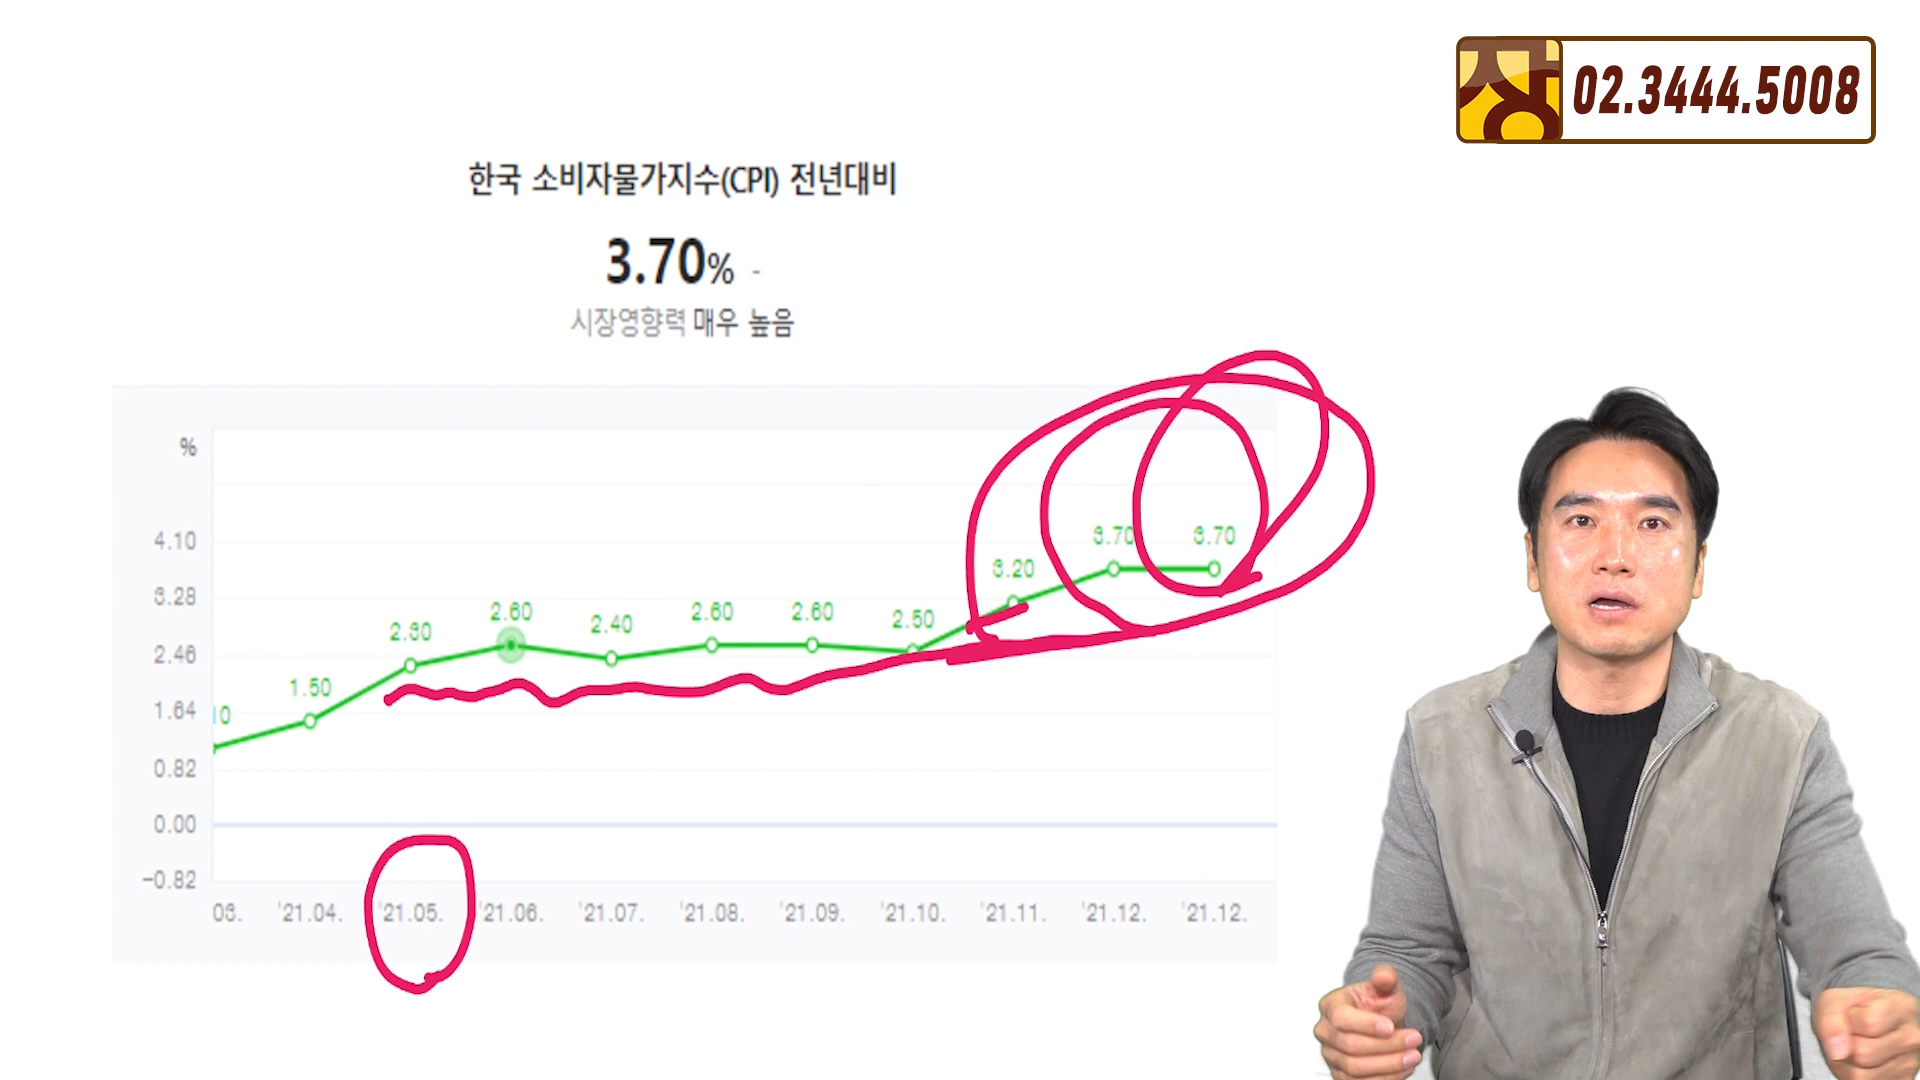 상 02.3444.5008
한국 소비자물가지수(CPI) 전년대비
3.70% -
시장영향력 매우 높음
%
4.10
3.28
2.46
1.64
0.82
0.00
-0.82
10 1.50 2.30 2.60 2.40 2.60 2.60 2.50 3.20 3.70 3.70
03. '21.04. '21.05. '21.06. '21.07. '21.08. '21.09. '21.10. '21.11. '21.12. '21.12.